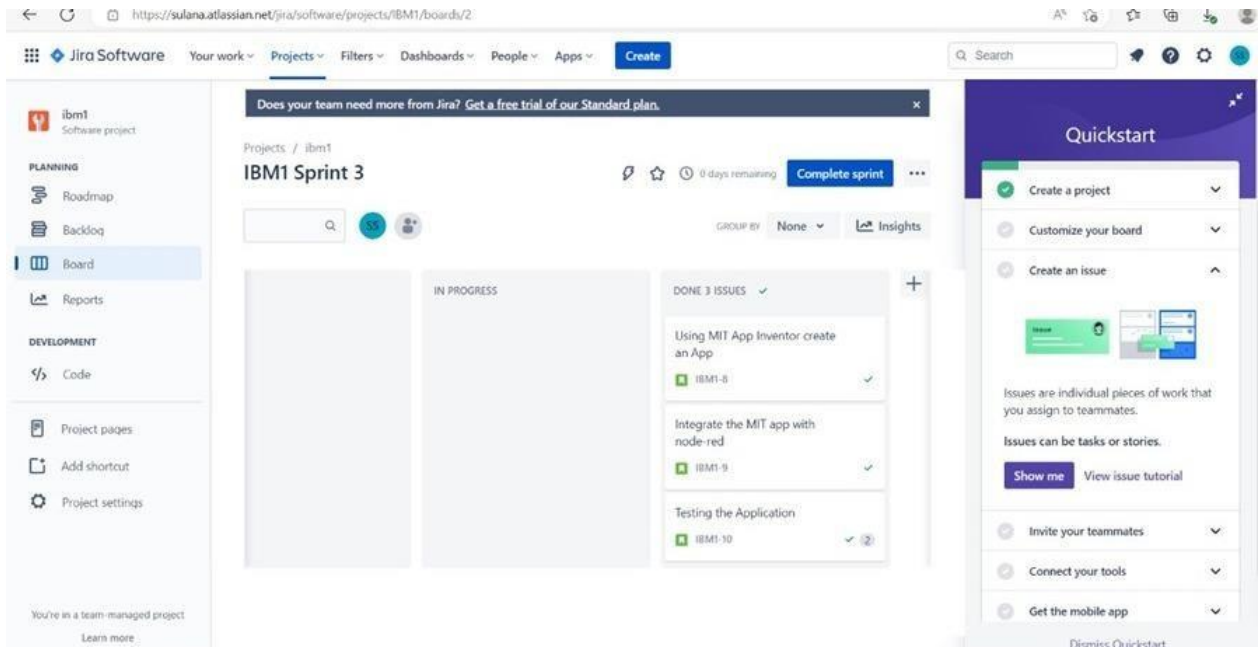 https://sulana.atlassian.net/jira/software/projects/IBM1/boards/2
Jira Software
Your work
Projects
Filters
Dashboards
People
Apps
Create
Search
ibm1
Software project
PLANNING
Roadmap
Backlog
Board
Reports
DEVELOPMENT
Code
Project pages
Add shortcut
Project settings
You're in a team-managed project
Learn more
Does your team need more from Jira? Get a free trial of our Standard plan.
Projects / ibm1
IBM1 Sprint 3
0 days remaining
Complete sprint
SS
GROUP BY
None
Insights
IN PROGRESS
DONE 3 ISSUES
Using MIT App Inventor create
an App
IBM1-8
Integrate the MIT app with
node-red
IBM1-9
Testing the Application
IBM1-10
2
Quickstart
Create a project
Customize your board
Create an issue
Issue
Issues are individual pieces of work that
you assign to teammates.
Issues can be tasks or stories.
Show me
View issue tutorial
Invite your teammates
Connect your tools
Get the mobile app
Dismiss Quickstart